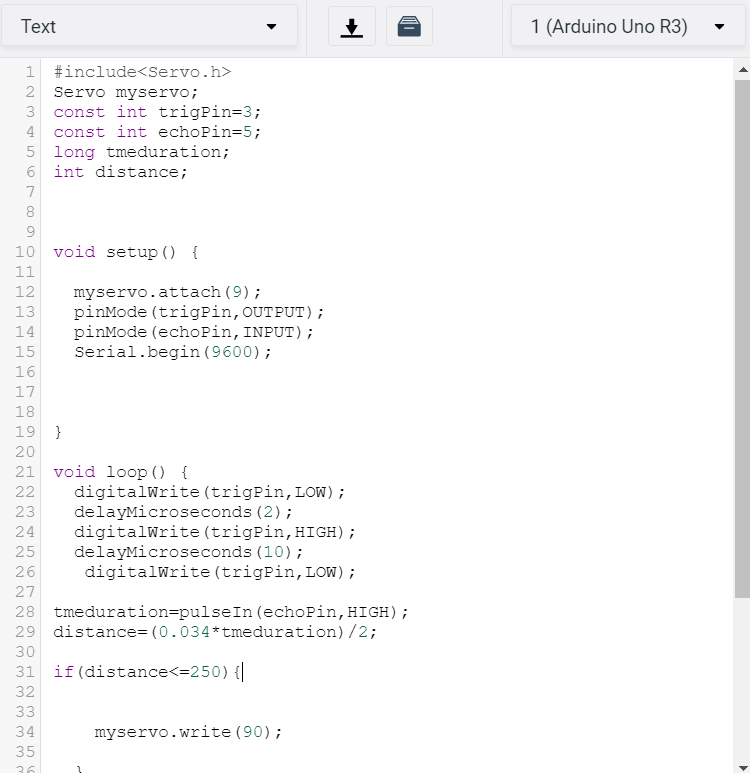 Text
1 (Arduino Uno R3)
1 #include<Servo.h>
2 Servo myservo;
3 const int trigPin=3;
4 const int echoPin=5;
5 long tmeduration;
6 int distance;
7
8
9
10 void setup() {
11
12 myservo.attach(9);
13 pinMode(trigPin,OUTPUT);
14 pinMode(echoPin,INPUT);
15 Serial.begin(9600);
16
17
18
19 }
20
21 void loop() {
22 digitalWrite(trigPin,LOW);
23 delayMicroseconds(2);
24 digitalWrite(trigPin,HIGH);
25 delayMicroseconds(10);
26 digitalWrite(trigPin,LOW);
27
28 tmeduration=pulseIn(echoPin,HIGH);
29 distance=(0.034*tmeduration)/2;
30
31 if(distance<=250){
32
33
34 myservo.write(90);
35
36 }